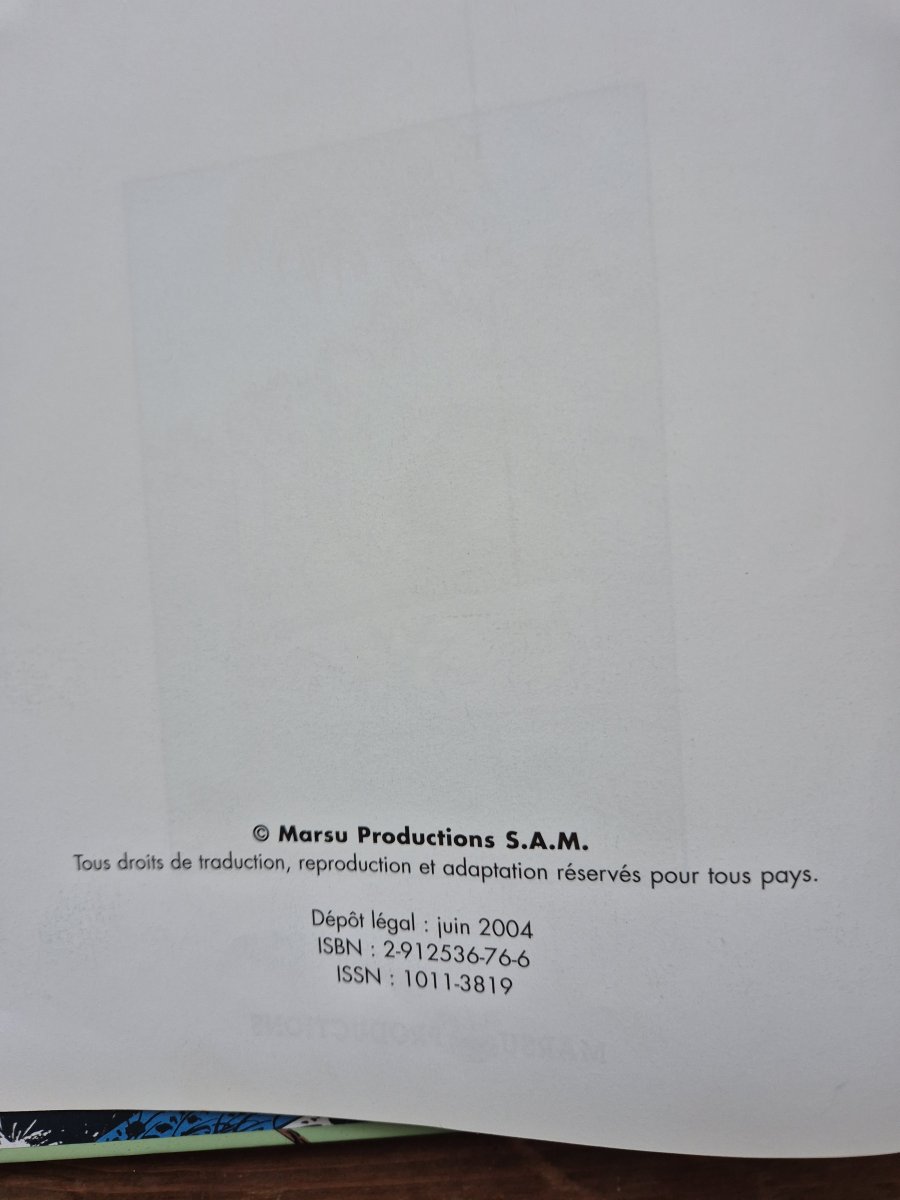 © Marsu Productions S.A.M.
Tous droits de traduction, reproduction et adaptation réservés pour tous pays.
Dépôt légal : juin 2004
ISBN : 2-912536-76-6
ISSN : 1011-3819